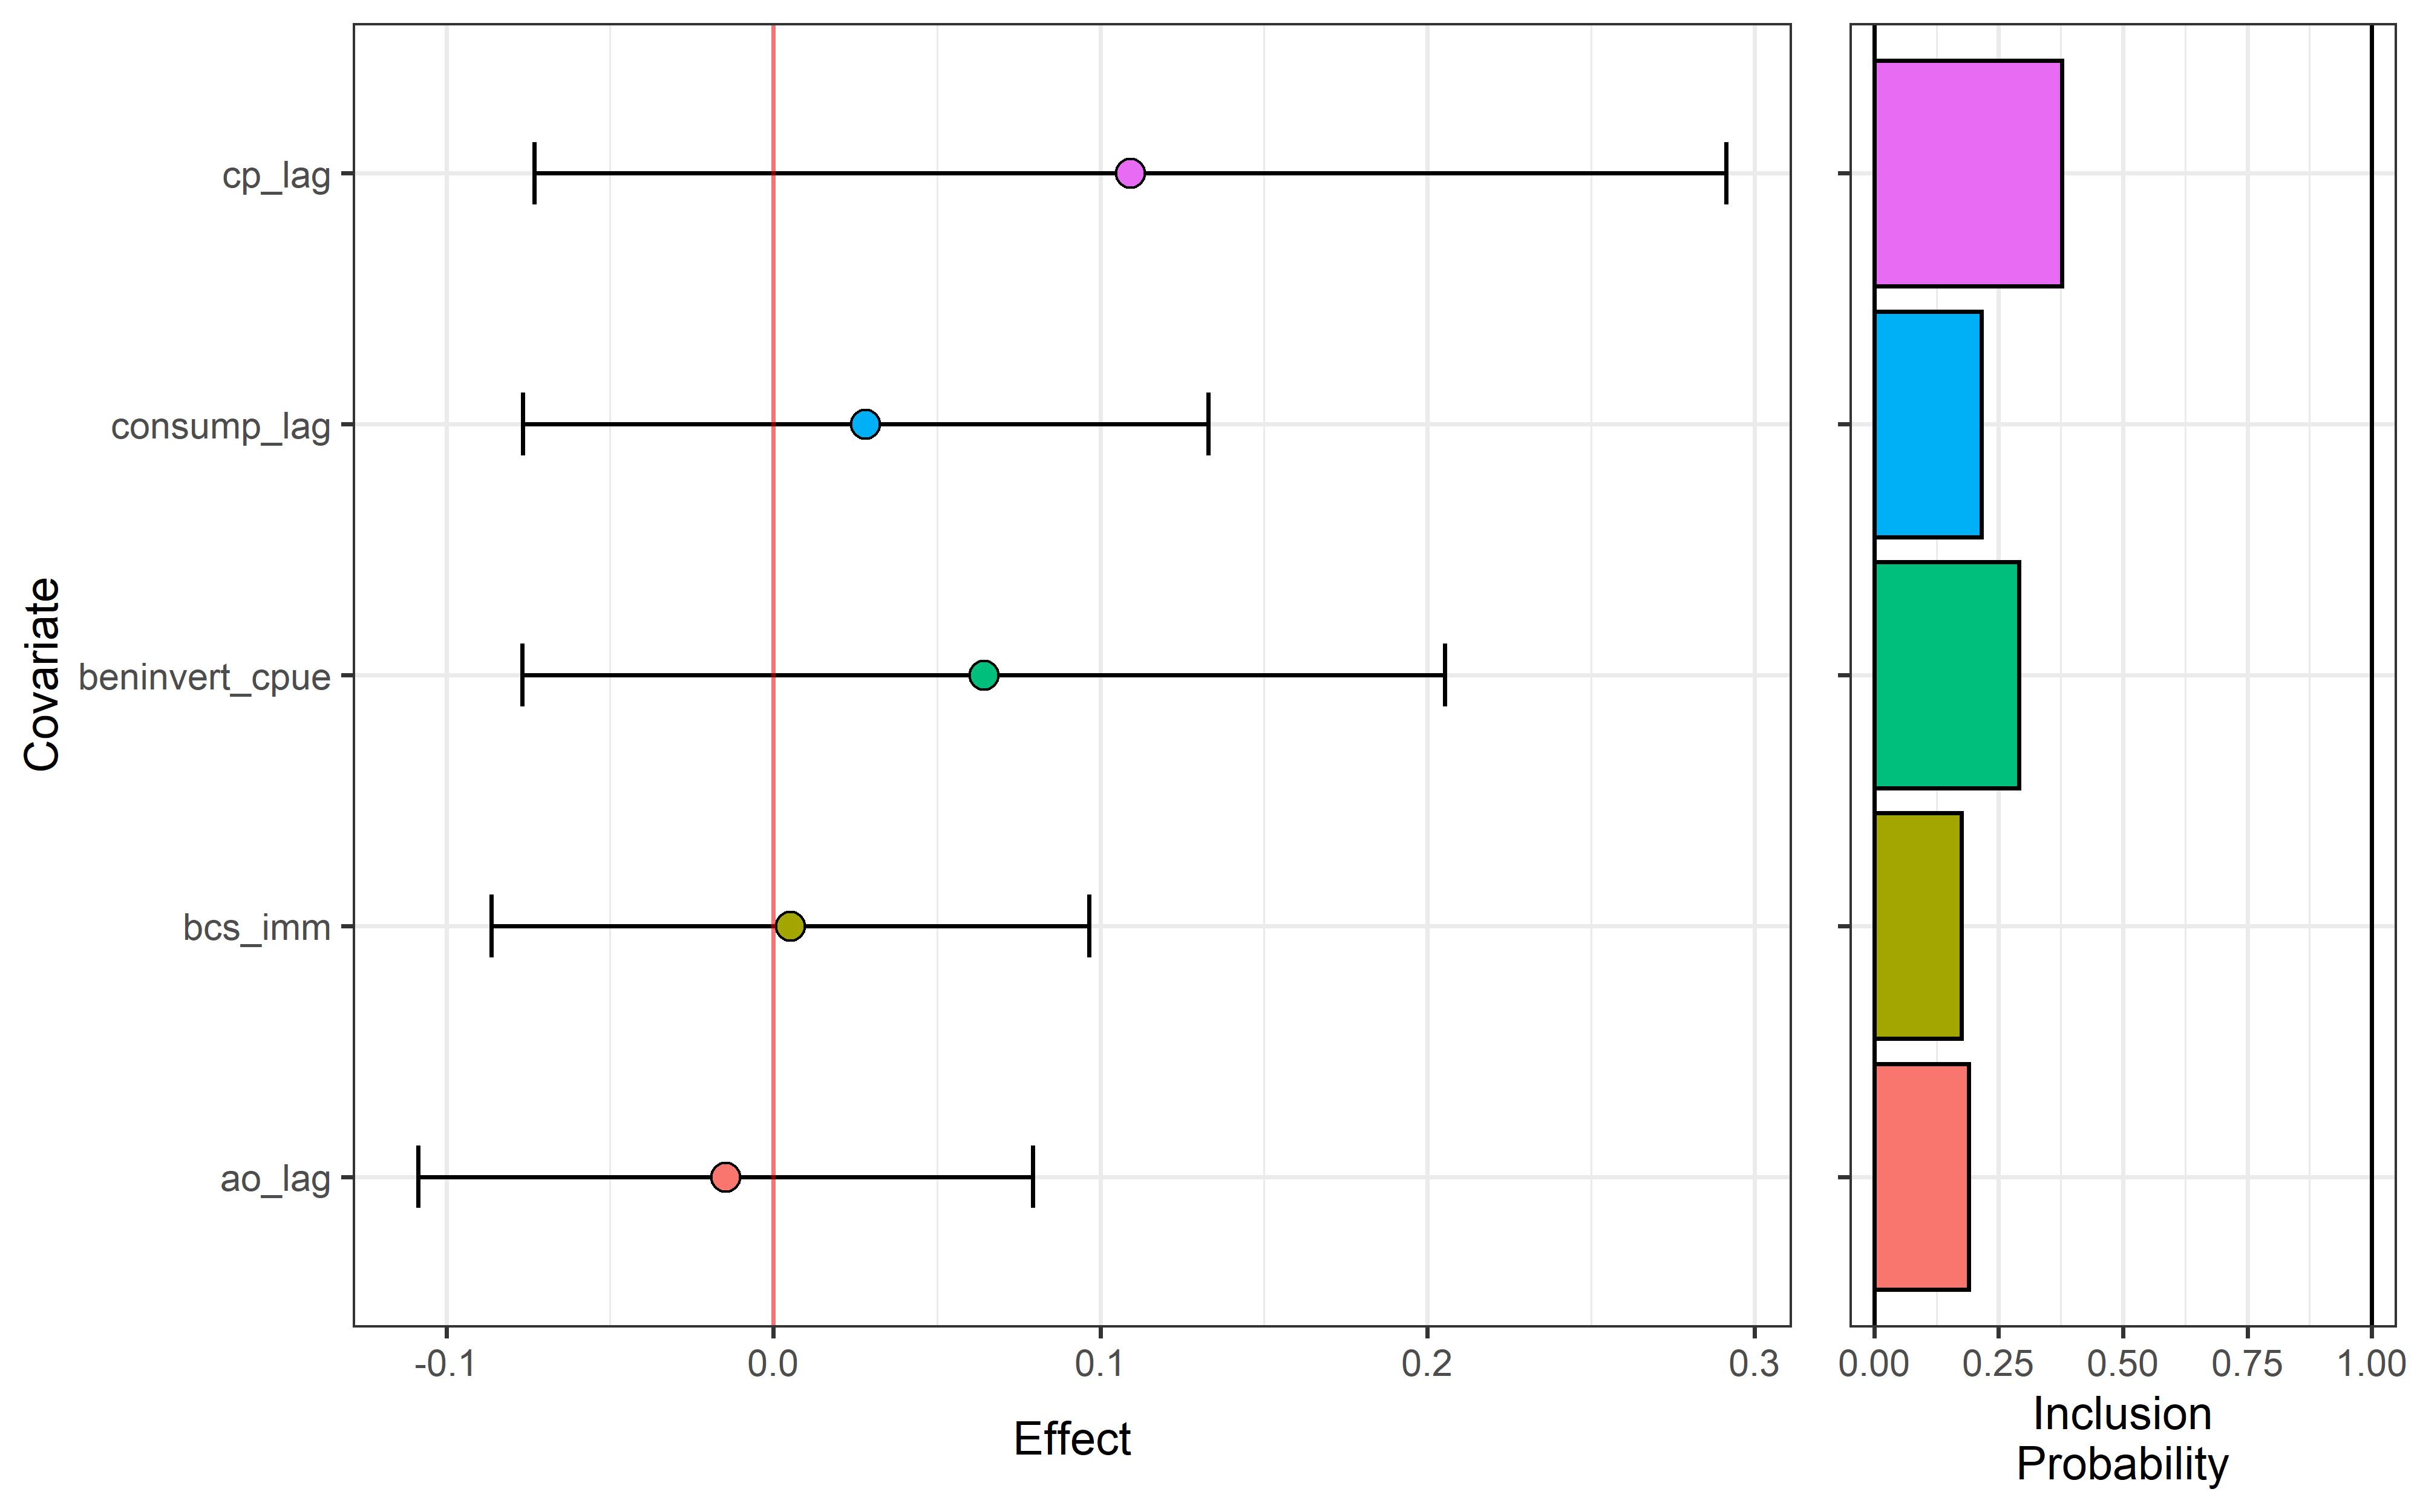 Covariate
cp_lag
consump_lag
beninvert_cpue
bcs_imm
ao_lag
-0.1 0.0 0.1 0.2 0.3
Effect
0.00 0.25 0.50 0.75 1.00
Inclusion
Probability